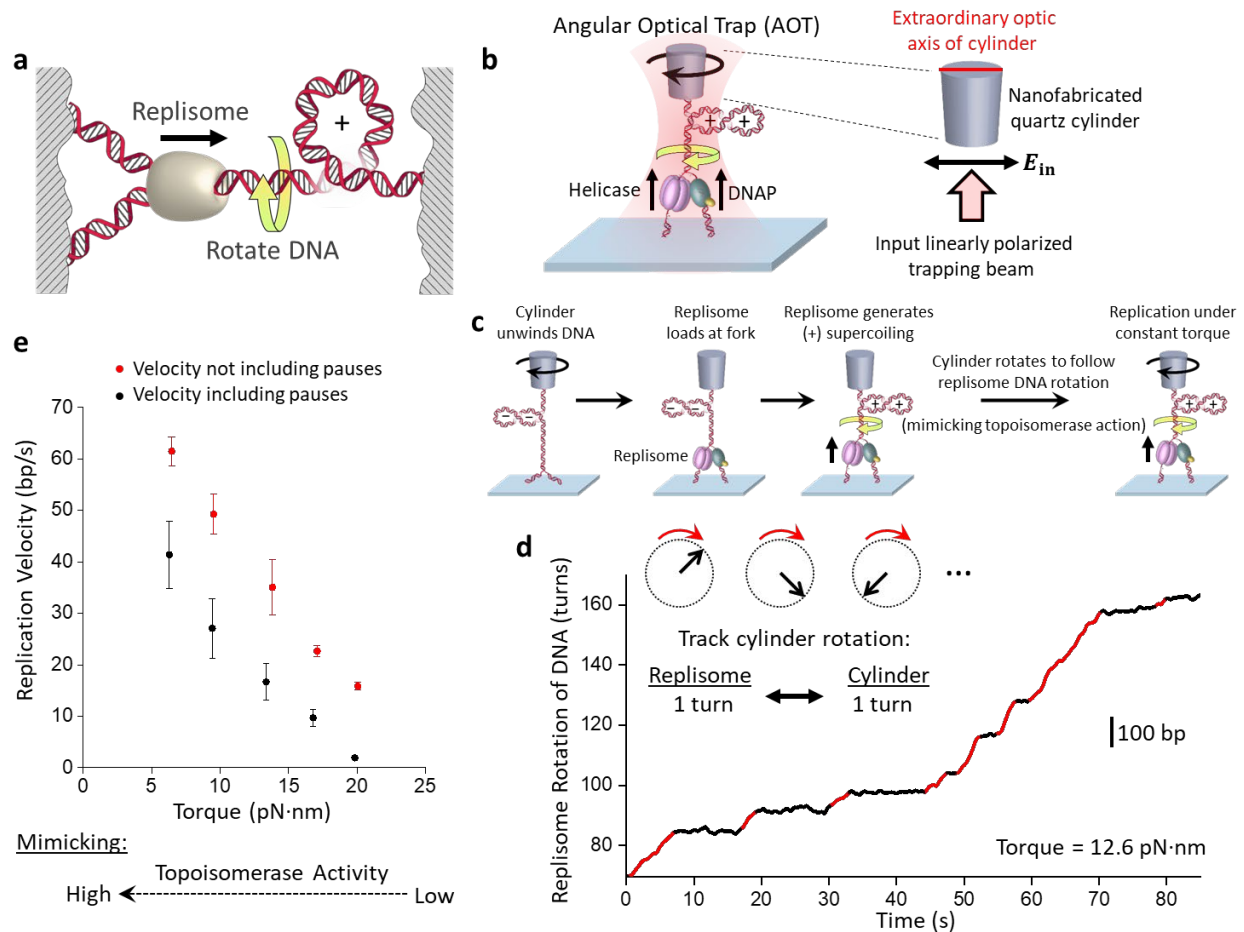 a
Replisome
+
Rotate DNA
b
Angular Optical Trap (AOT)
+ +
Helicase
DNAP
Extraordinary optic
axis of cylinder
Nanofabricated
quartz cylinder
E_in
Input linearly polarized
trapping beam
c
Cylinder
unwinds DNA
Replisome
loads at fork
Replisome generates
(+) supercoiling
Cylinder rotates to follow
replisome DNA rotation
(mimicking topoisomerase action)
Replication under
constant torque
− −
− −
+ +
+ +
Replisome
d
...
Track cylinder rotation:
Replisome
1 turn
Cylinder
1 turn
100 bp
Torque = 12.6 pN·nm
Replisome Rotation of DNA (turns)
160
140
120
100
80
0 10 20 30 40 50 60 70 80
Time (s)
e
Velocity not including pauses
Velocity including pauses
Replication Velocity (bp/s)
70
60
50
40
30
20
10
0
0 5 10 15 20 25
Torque (pN·nm)
Mimicking:
Topoisomerase Activity
High
Low